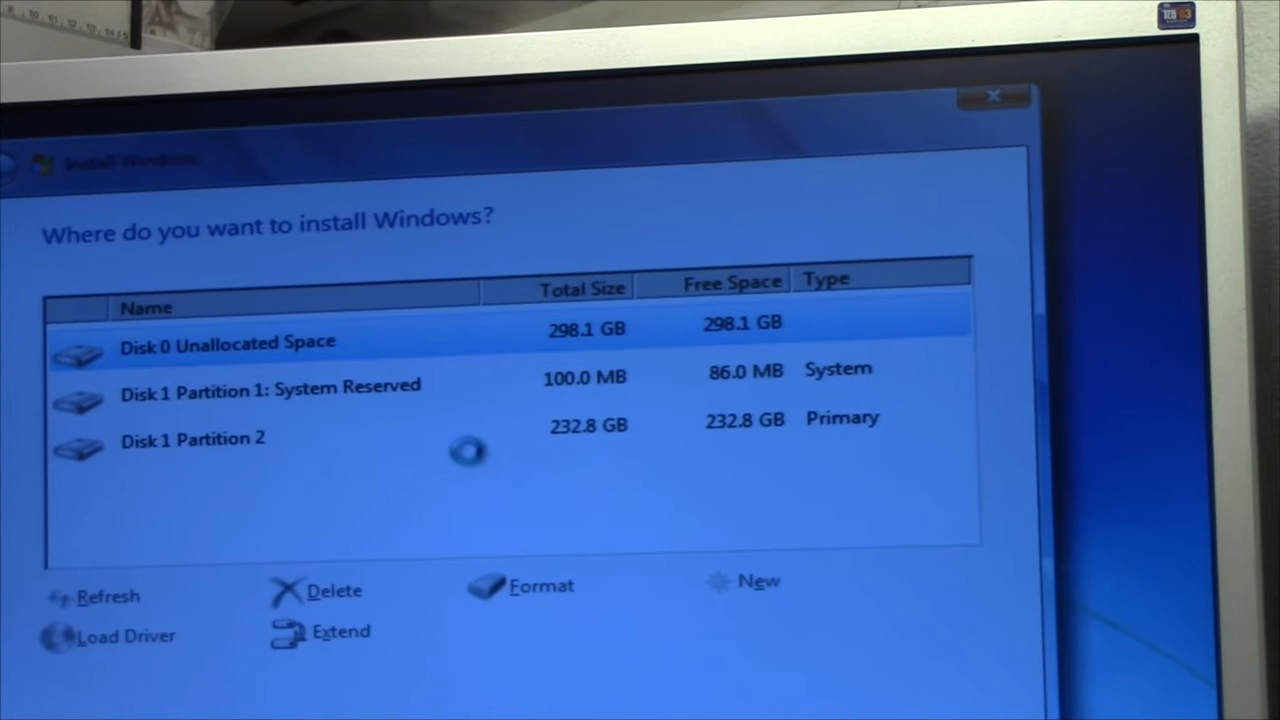 Install Windows
Where do you want to install Windows?
Name Total Size Free Space Type
Disk 0 Unallocated Space 298.1 GB 298.1 GB
Disk 1 Partition 1: System Reserved 100.0 MB 86.0 MB System
Disk 1 Partition 2 232.8 GB 232.8 GB Primary
Refresh Delete Format New
Load Driver Extend